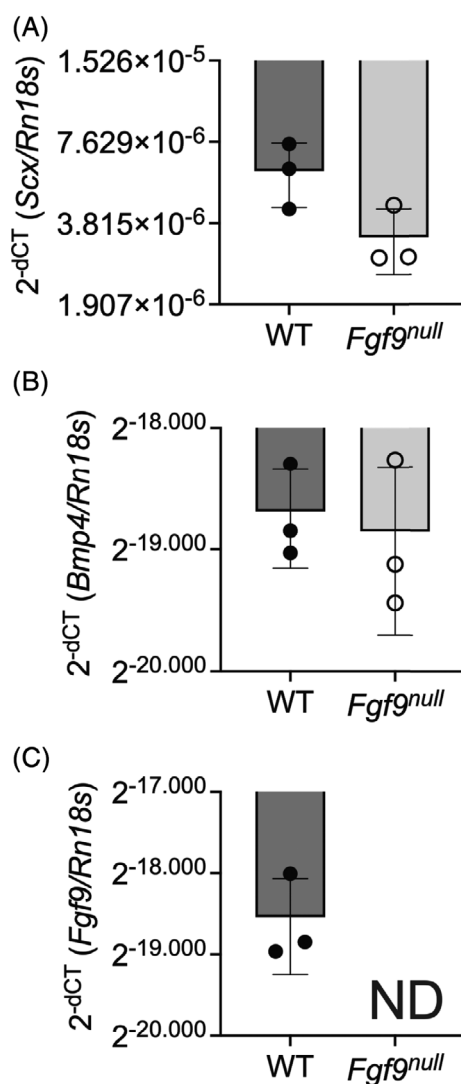 (A)
1.526×10⁻⁵
7.629×10⁻⁶
3.815×10⁻⁶
1.907×10⁻⁶
2⁻ᵈᶜᵀ (Scx/Rn18s)
WT
Fgf9ⁿᵘˡˡ
(B)
2⁻¹⁸·⁰⁰⁰
2⁻¹⁹·⁰⁰⁰
2⁻²⁰·⁰⁰⁰
2⁻ᵈᶜᵀ (Bmp4/Rn18s)
WT
Fgf9ⁿᵘˡˡ
(C)
2⁻¹⁷·⁰⁰⁰
2⁻¹⁸·⁰⁰⁰
2⁻¹⁹·⁰⁰⁰
2⁻²⁰·⁰⁰⁰
2⁻ᵈᶜᵀ (Fgf9/Rn18s)
ND
WT
Fgf9ⁿᵘˡˡ